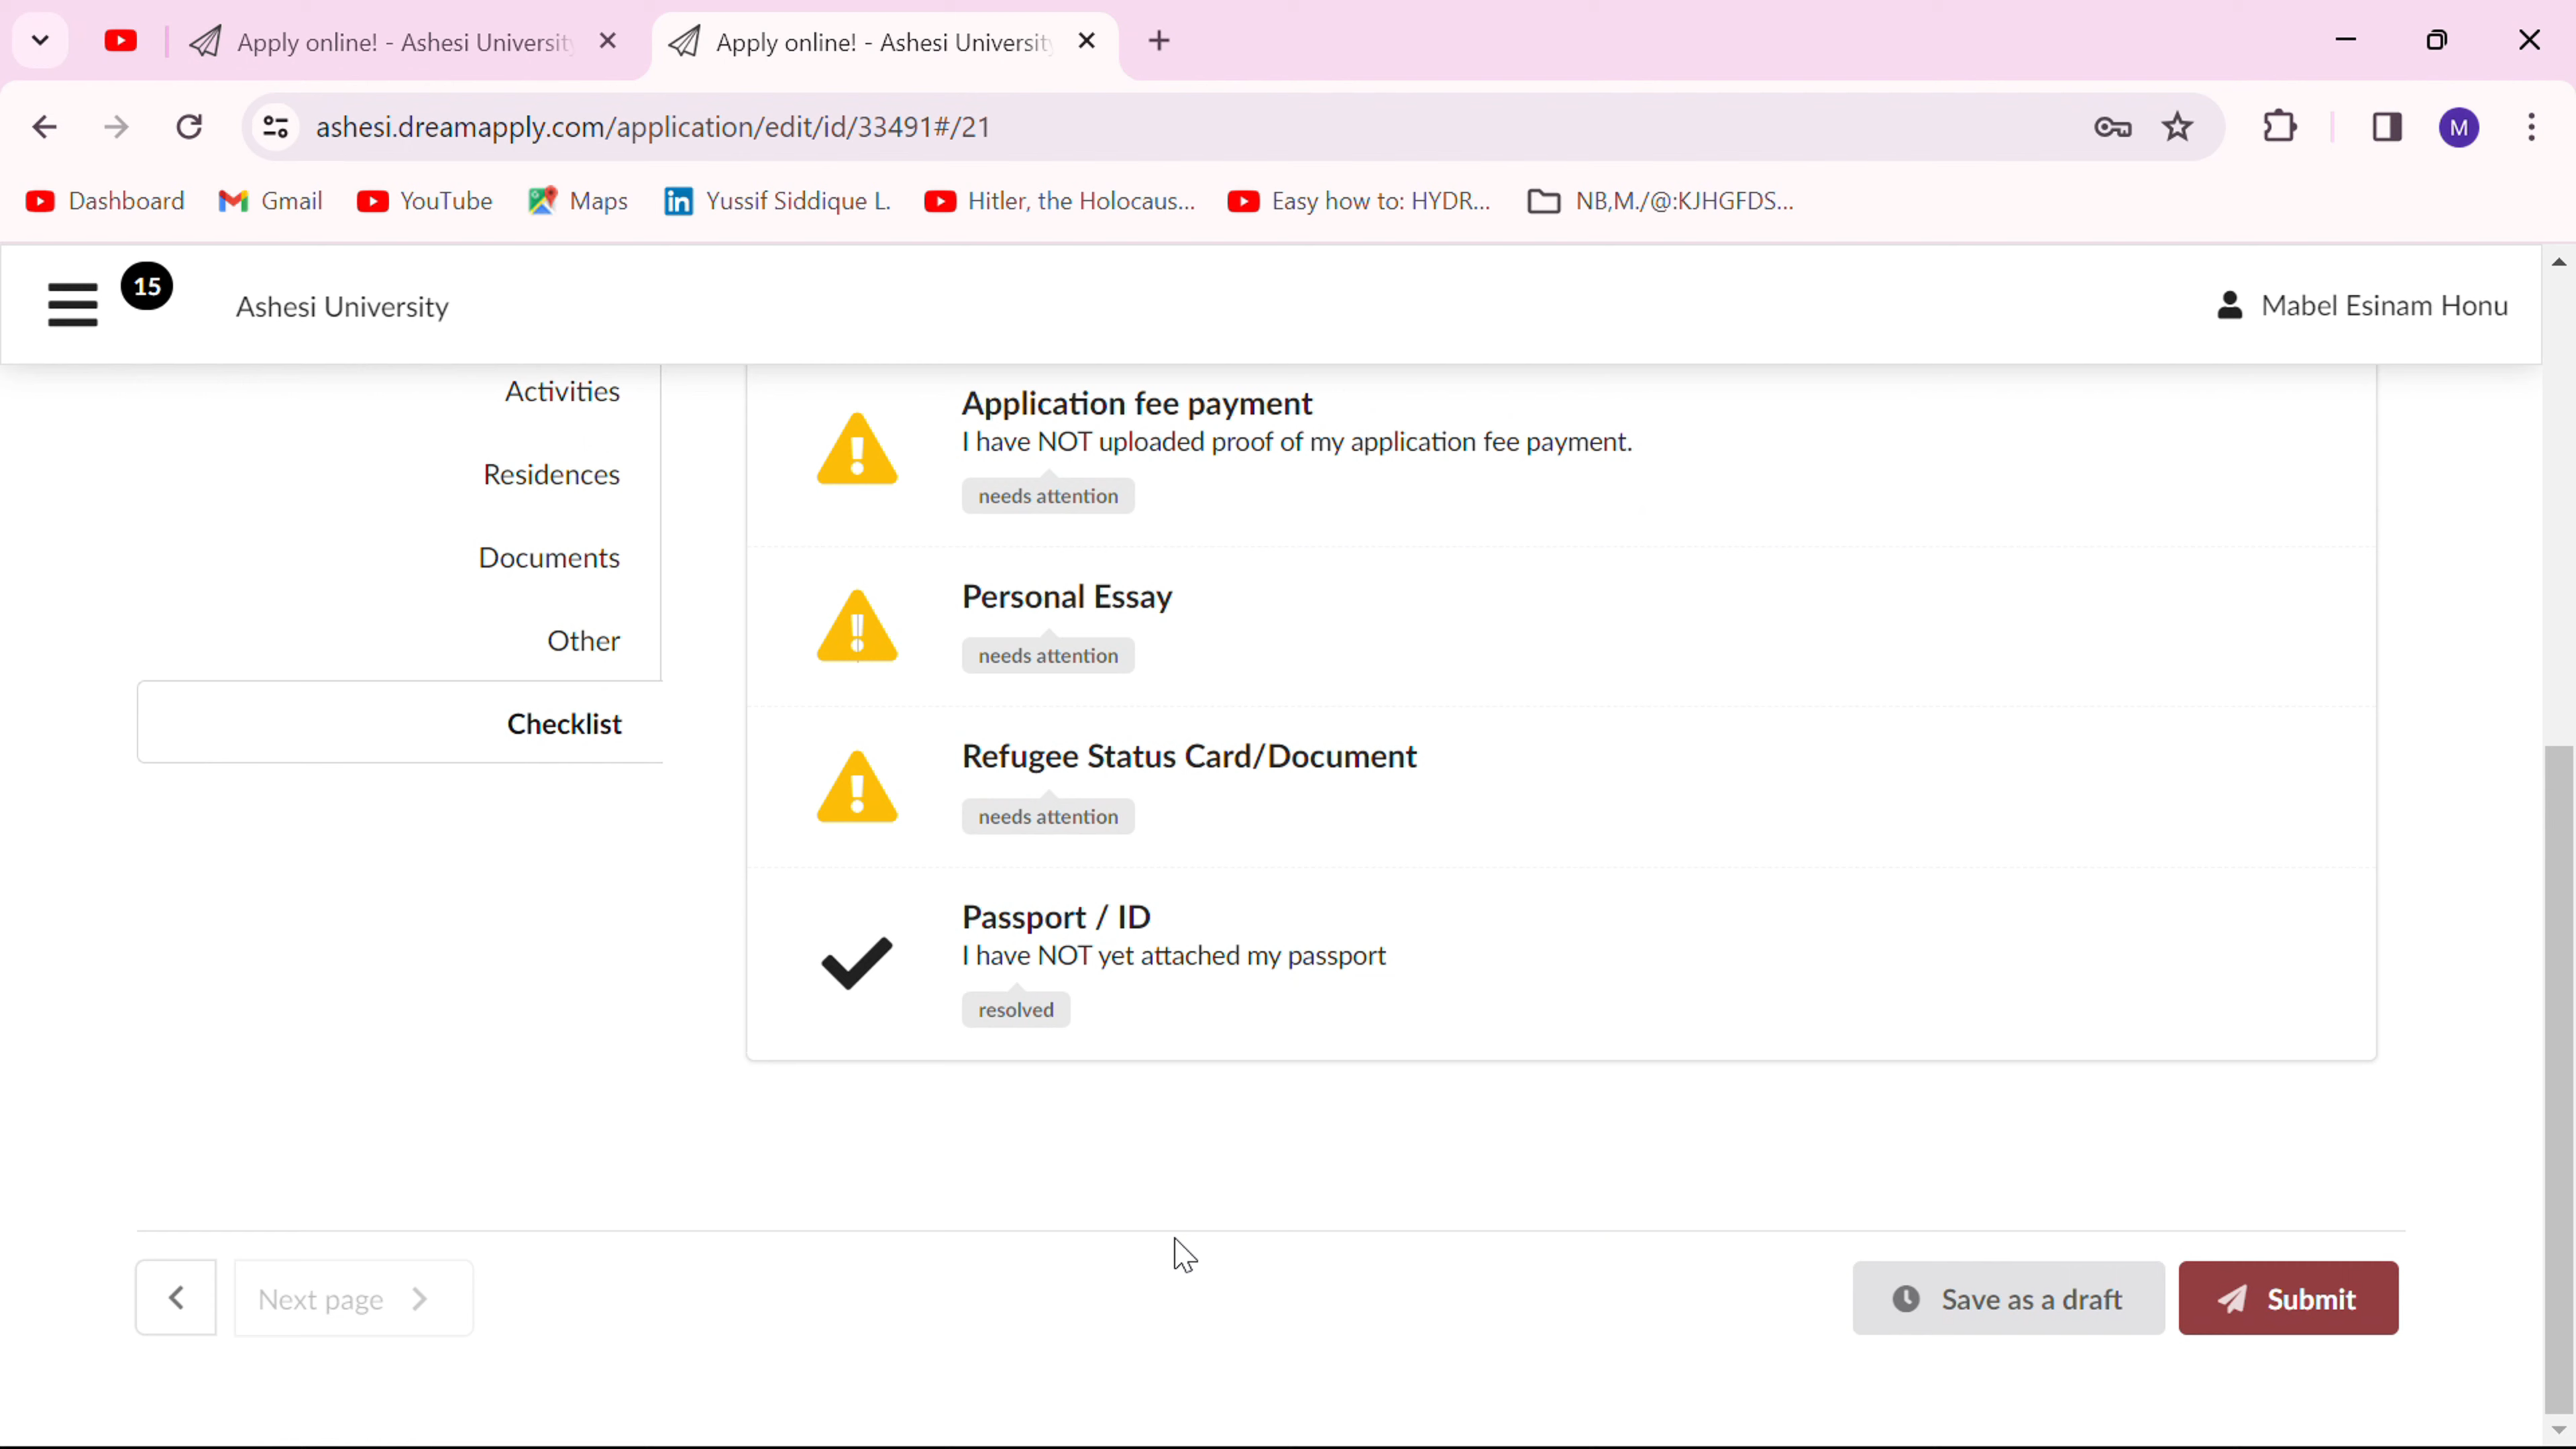 Apply online! - Ashesi University
Apply online! - Ashesi University
ashesi.dreamapply.com/application/edit/id/33491#/21
M
Dashboard
Gmail
YouTube
Maps
Yussif Siddique L.
Hitler, the Holocaus...
Easy how to: HYDR...
NB,M./@:KJHGFDS...
15
Ashesi University
Mabel Esinam Honu
Activities
Residences
Documents
Other
Checklist
Application fee payment
I have NOT uploaded proof of my application fee payment.
needs attention
Personal Essay
needs attention
Refugee Status Card/Document
needs attention
Passport / ID
I have NOT yet attached my passport
resolved
Next page
Save as a draft
Submit